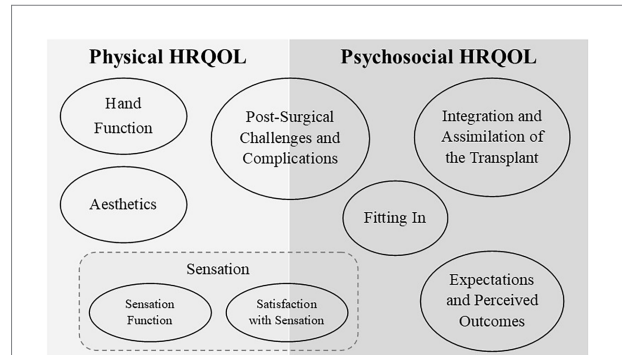 Physical HRQOL
Psychosocial HRQOL
Hand
Function
Post-Surgical
Challenges and
Complications
Integration and
Assimilation of
the Transplant
Aesthetics
Fitting In
Sensation
Sensation
Function
Satisfaction
with Sensation
Expectations
and Perceived
Outcomes